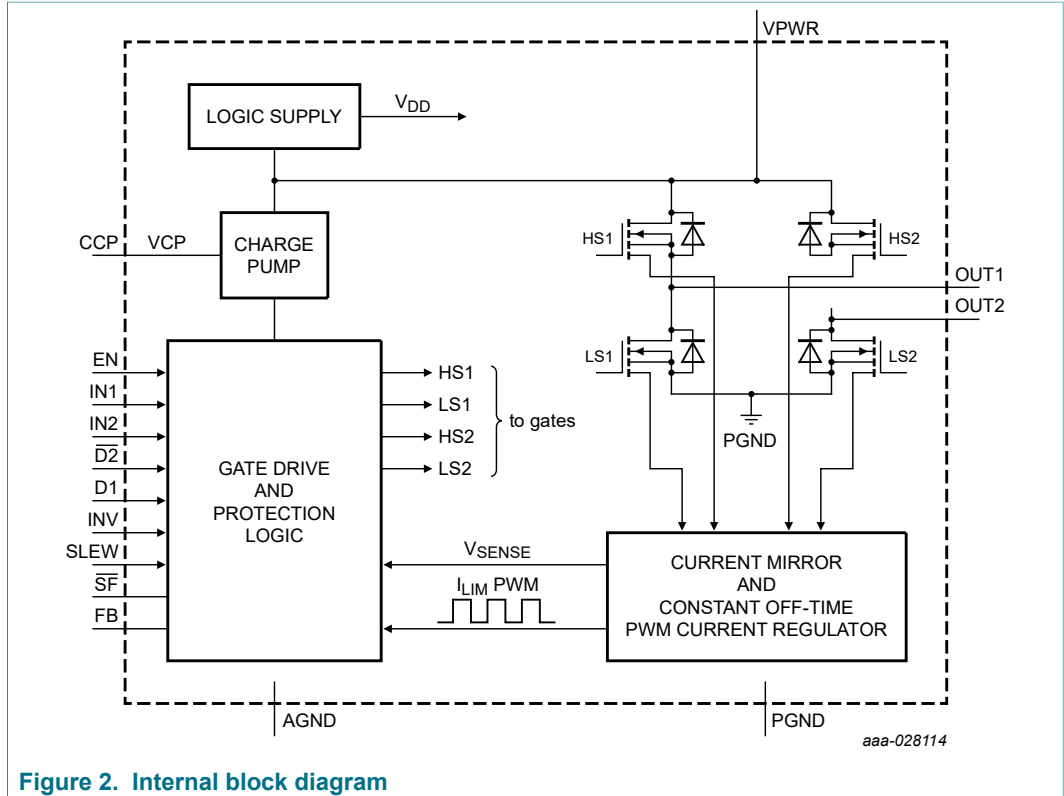 VPWR
LOGIC SUPPLY
VDD
CCP
VCP
CHARGE
PUMP
HS1
HS2
OUT1
OUT2
LS1
LS2
PGND
EN
IN1
IN2
D̅2̅
D1
INV
SLEW
S̅F̅
FB
GATE DRIVE
AND
PROTECTION
LOGIC
HS1
LS1
HS2
LS2
to gates
VSENSE
ILIM PWM
CURRENT MIRROR
AND
CONSTANT OFF-TIME
PWM CURRENT REGULATOR
AGND
PGND
aaa-028114
Figure 2. Internal block diagram